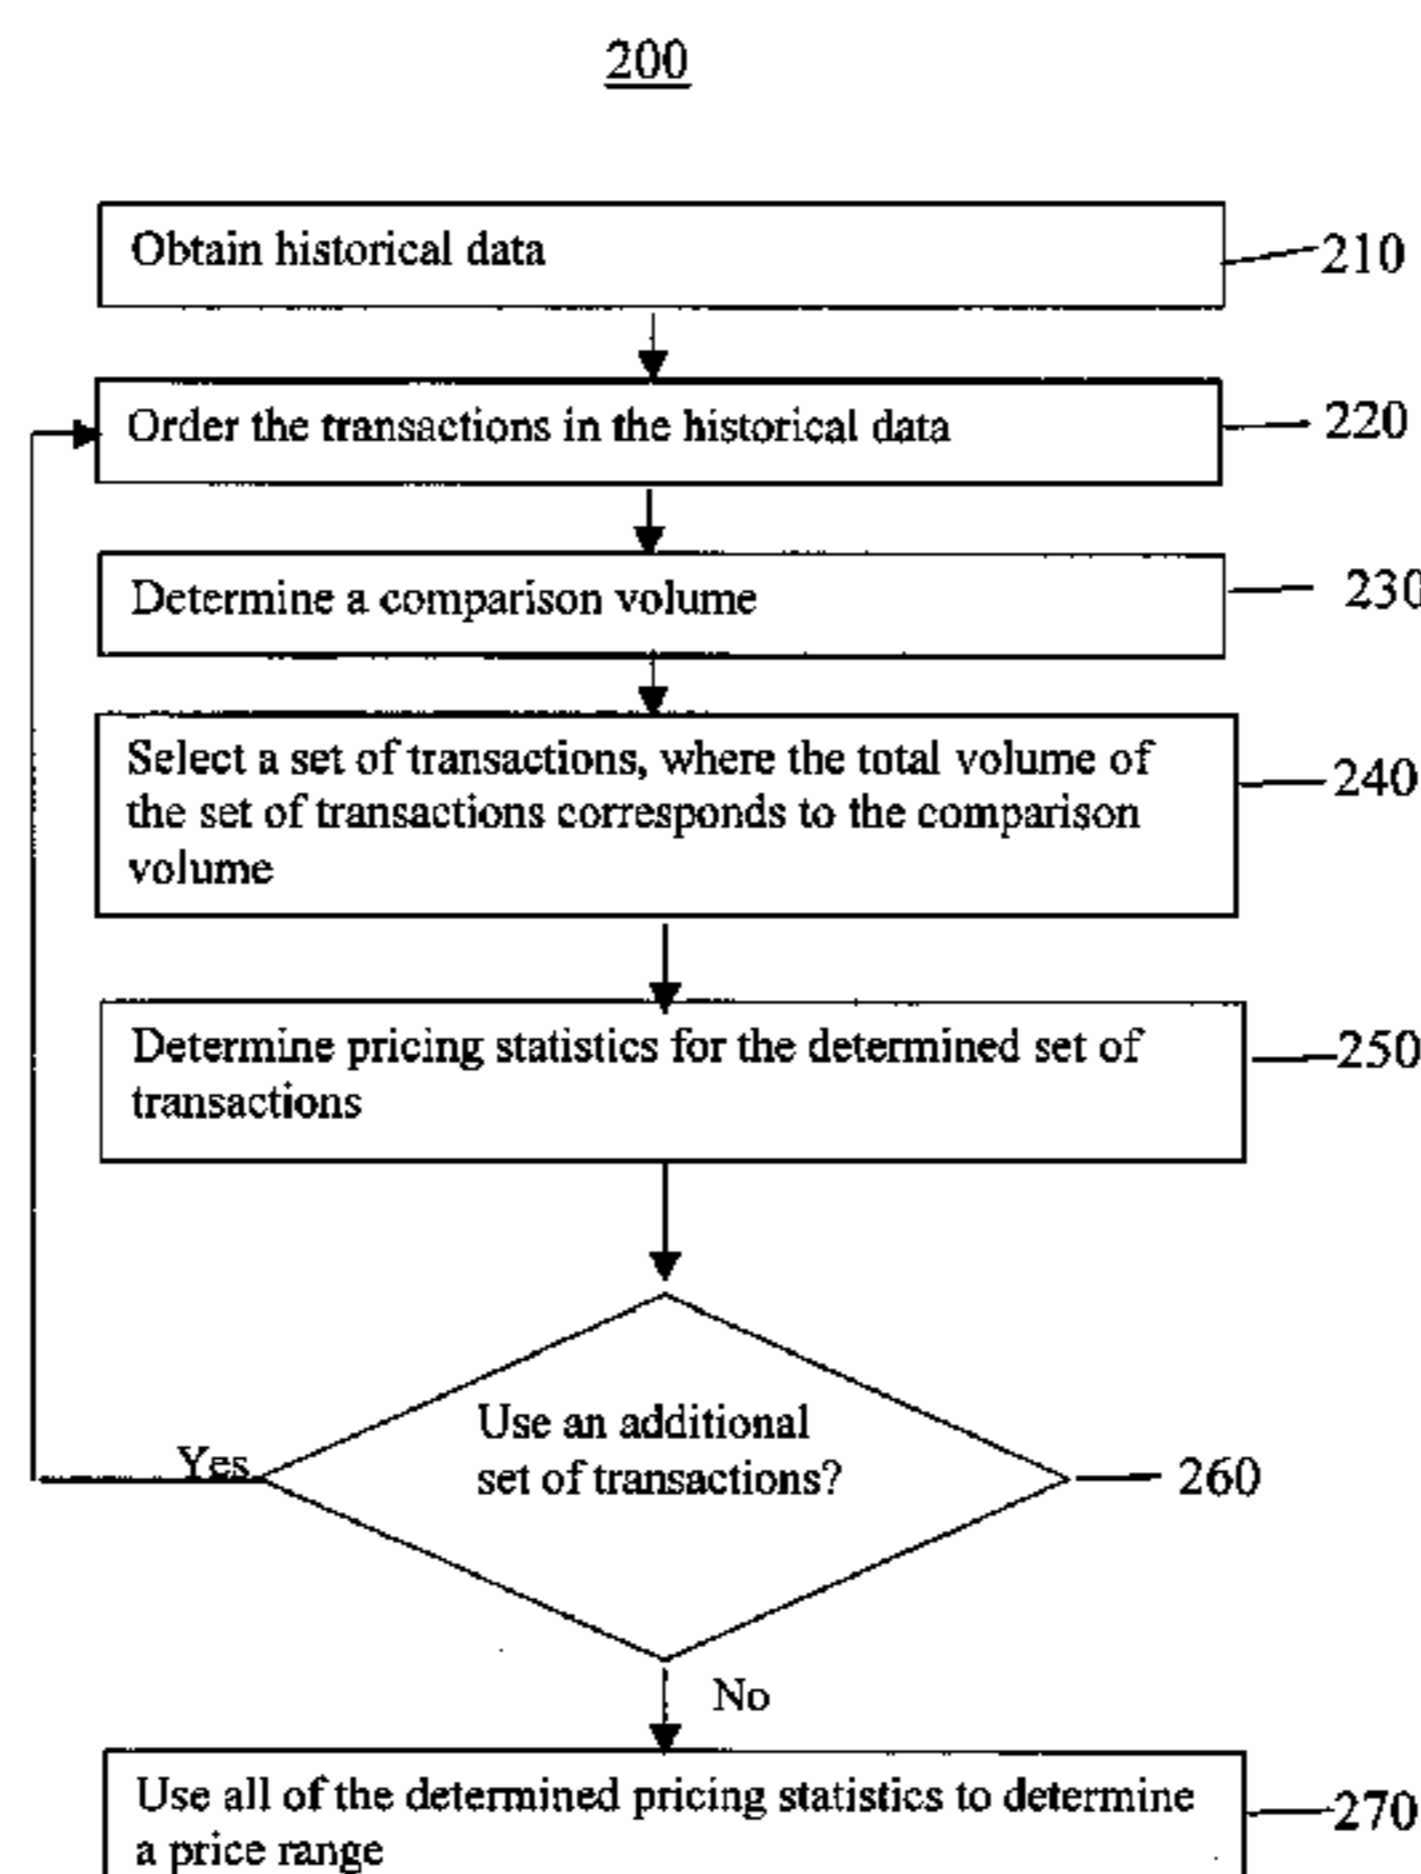 200
Obtain historical data
210
Order the transactions in the historical data
220
Determine a comparison volume
230
Select a set of transactions, where the total volume of
the set of transactions corresponds to the comparison
volume
240
Determine pricing statistics for the determined set of
transactions
250
Use an additional
set of transactions?
260
Yes
No
Use all of the determined pricing statistics to determine
a price range
270